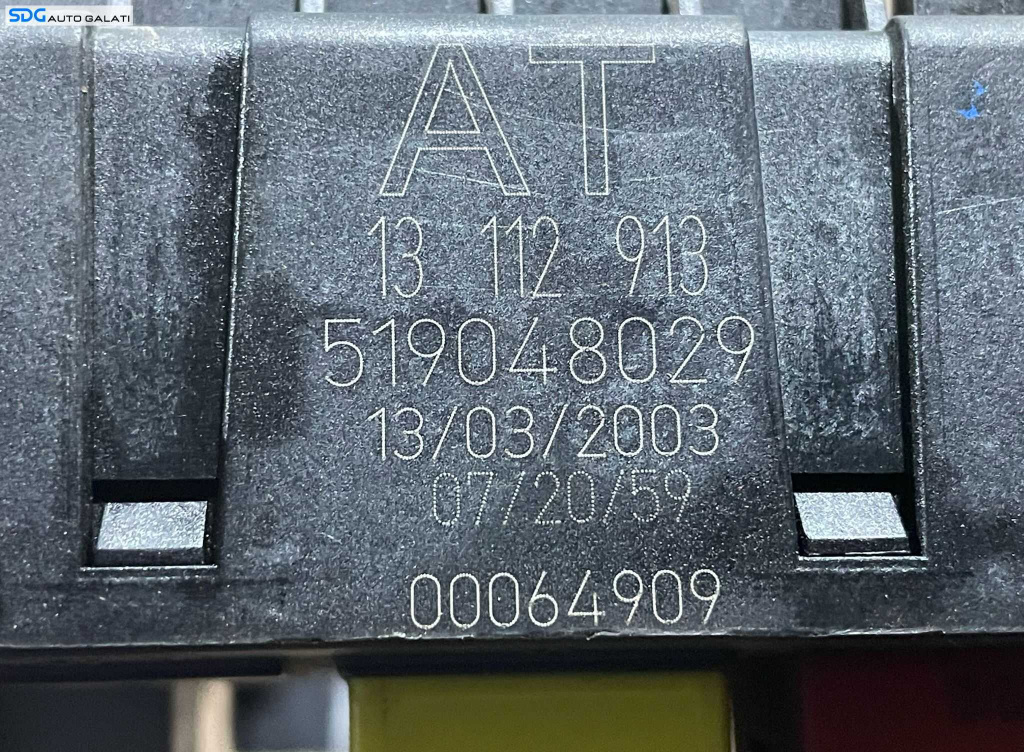 SDG AUTO GALATI
AT
13 112 913
519048029
13/03/2003
07/20/59
00064909